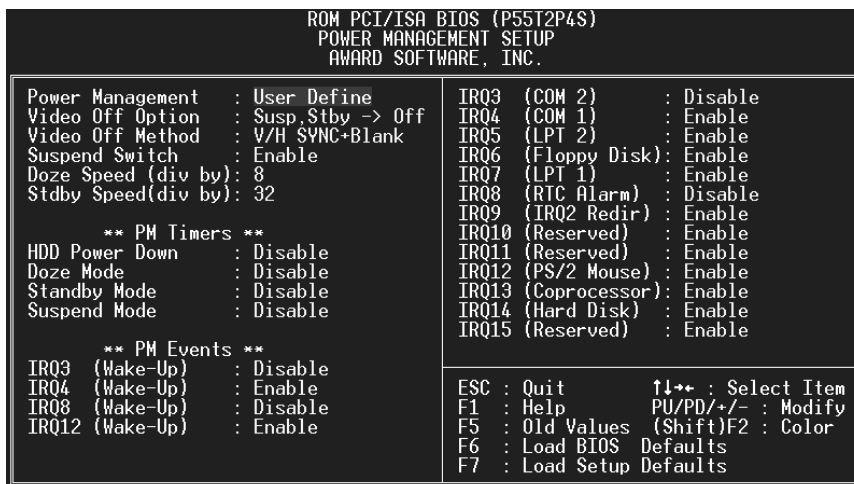 ROM PCI/ISA BIOS (P55T2P4S)
POWER MANAGEMENT SETUP
AWARD SOFTWARE, INC.
Power Management : User Define
Video Off Option : Susp,Stby -> Off
Video Off Method : V/H SYNC+Blank
Suspend Switch : Enable
Doze Speed (div by): 8
Stdby Speed(div by): 32
** PM Timers **
HDD Power Down : Disable
Doze Mode : Disable
Standby Mode : Disable
Suspend Mode : Disable
** PM Events **
IRQ3 (Wake-Up) : Disable
IRQ4 (Wake-Up) : Enable
IRQ8 (Wake-Up) : Disable
IRQ12 (Wake-Up) : Enable
IRQ3 (COM 2) : Disable
IRQ4 (COM 1) : Enable
IRQ5 (LPT 2) : Enable
IRQ6 (Floppy Disk): Enable
IRQ7 (LPT 1) : Enable
IRQ8 (RTC Alarm) : Disable
IRQ9 (IRQ2 Redir) : Enable
IRQ10 (Reserved) : Enable
IRQ11 (Reserved) : Enable
IRQ12 (PS/2 Mouse) : Enable
IRQ13 (Coprocessor): Enable
IRQ14 (Hard Disk) : Enable
IRQ15 (Reserved) : Enable
ESC : Quit ↑↓→← : Select Item
F1 : Help PU/PD/+/- : Modify
F5 : Old Values (Shift)F2 : Color
F6 : Load BIOS Defaults
F7 : Load Setup Defaults